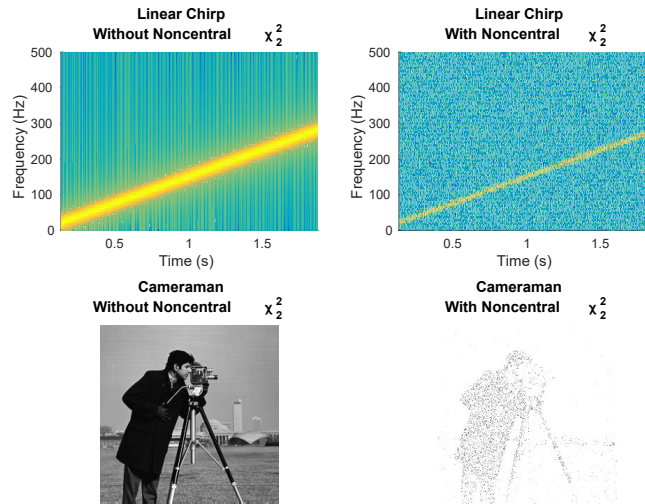 Linear Chirp
Without Noncentral χ₂²
500
400
300
200
100
0
Frequency (Hz)
0.5 1 1.5
Time (s)
Linear Chirp
With Noncentral χ₂²
500
400
300
200
100
0
Frequency (Hz)
0.5 1 1.5
Time (s)
Cameraman
Without Noncentral χ₂²
Cameraman
With Noncentral χ₂²